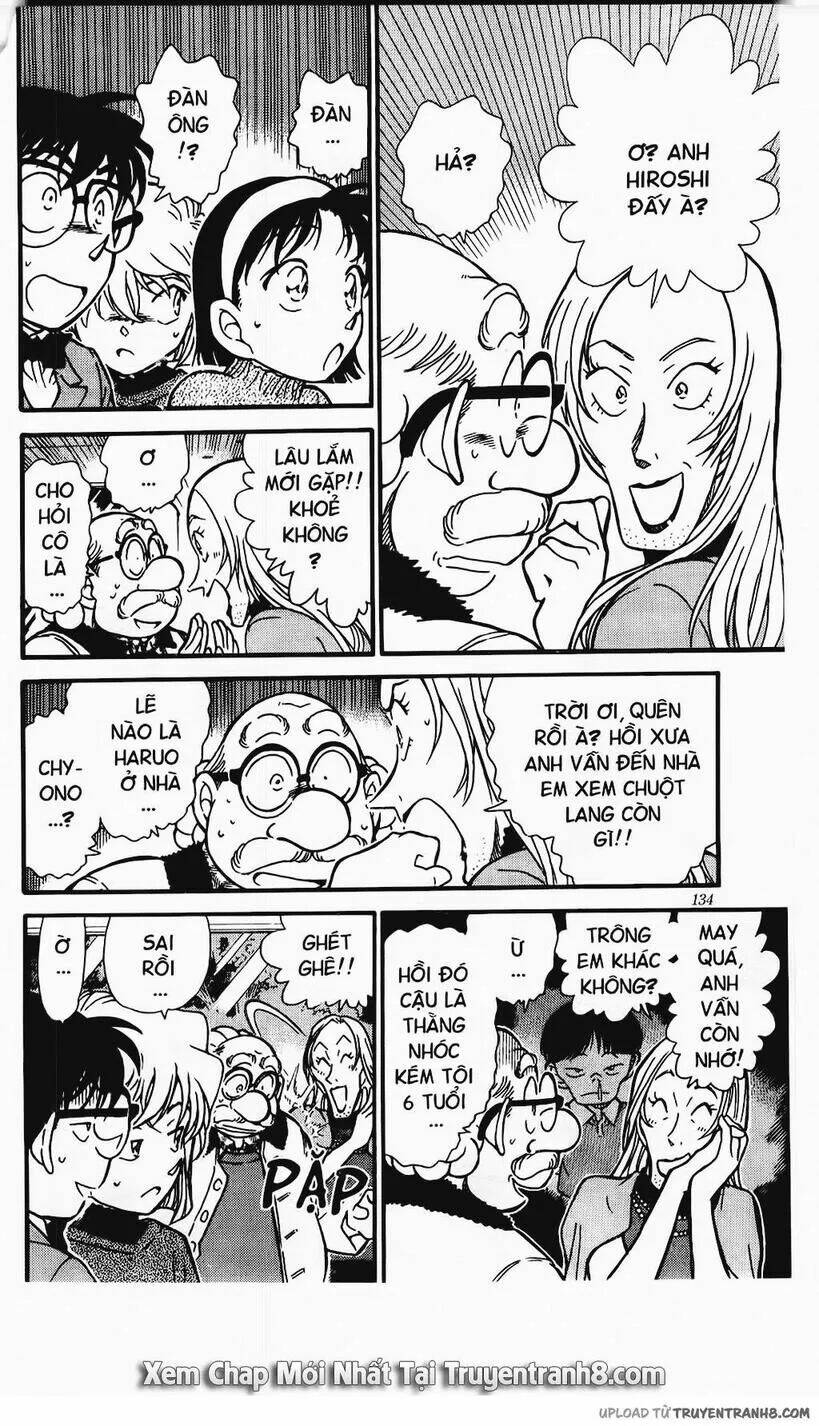 Ơ? ANH
HIROSHI
ĐẤY À?
HẢ?
ĐÀN
...
ĐÀN
ÔNG
!?
LÂU LẮM
MỚI GẶP!!
KHOẺ
KHÔNG
?
Ơ
...
CHO
HỎI
CÔ
LÀ
...
TRỜI ƠI, QUÊN
RỒI À? HỒI XƯA
ANH VẪN ĐẾN NHÀ
EM XEM CHUỘT
LANG CÒN
GÌ!!
LẼ
NÀO LÀ
HARUO
Ở NHÀ
...
CHY-
ONO
...?
134
MAY
QUÁ,
ANH
VẪN
CÒN
NHỚ!
TRÔNG
EM KHÁC
KHÔNG?
Ừ
...
HỒI ĐÓ
CẬU LÀ
THẰNG
NHÓC
KÉM TÔI
6 TUỔI
...
GHÉT
GHÊ!!
SAI
RỒI
...
Ờ
...
PẶP
Xem Chap Mới Nhất Tại Truyentranh8.com
UPLOAD TỪ TRUYENTRANH8.COM